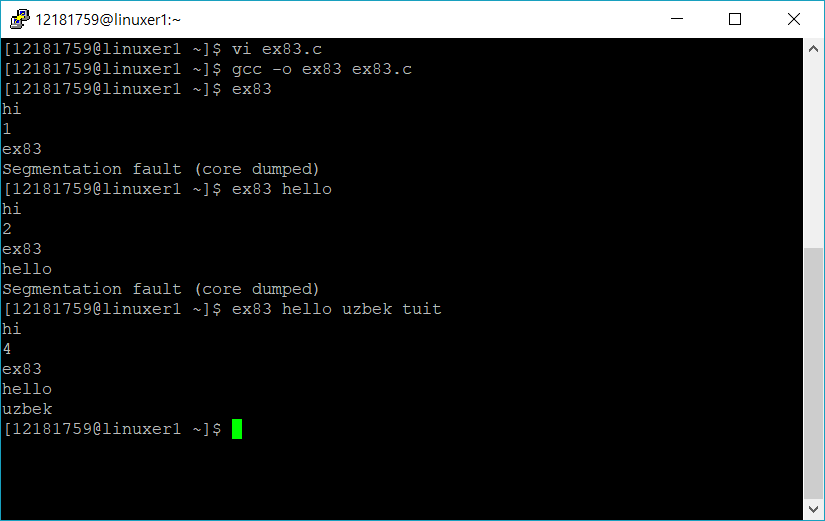 12181759@linuxer1:~
[12181759@linuxer1 ~]$ vi ex83.c
[12181759@linuxer1 ~]$ gcc -o ex83 ex83.c
[12181759@linuxer1 ~]$ ex83
hi
1
ex83
Segmentation fault (core dumped)
[12181759@linuxer1 ~]$ ex83 hello
hi
2
ex83
hello
Segmentation fault (core dumped)
[12181759@linuxer1 ~]$ ex83 hello uzbek tuit
hi
4
ex83
hello
uzbek
[12181759@linuxer1 ~]$